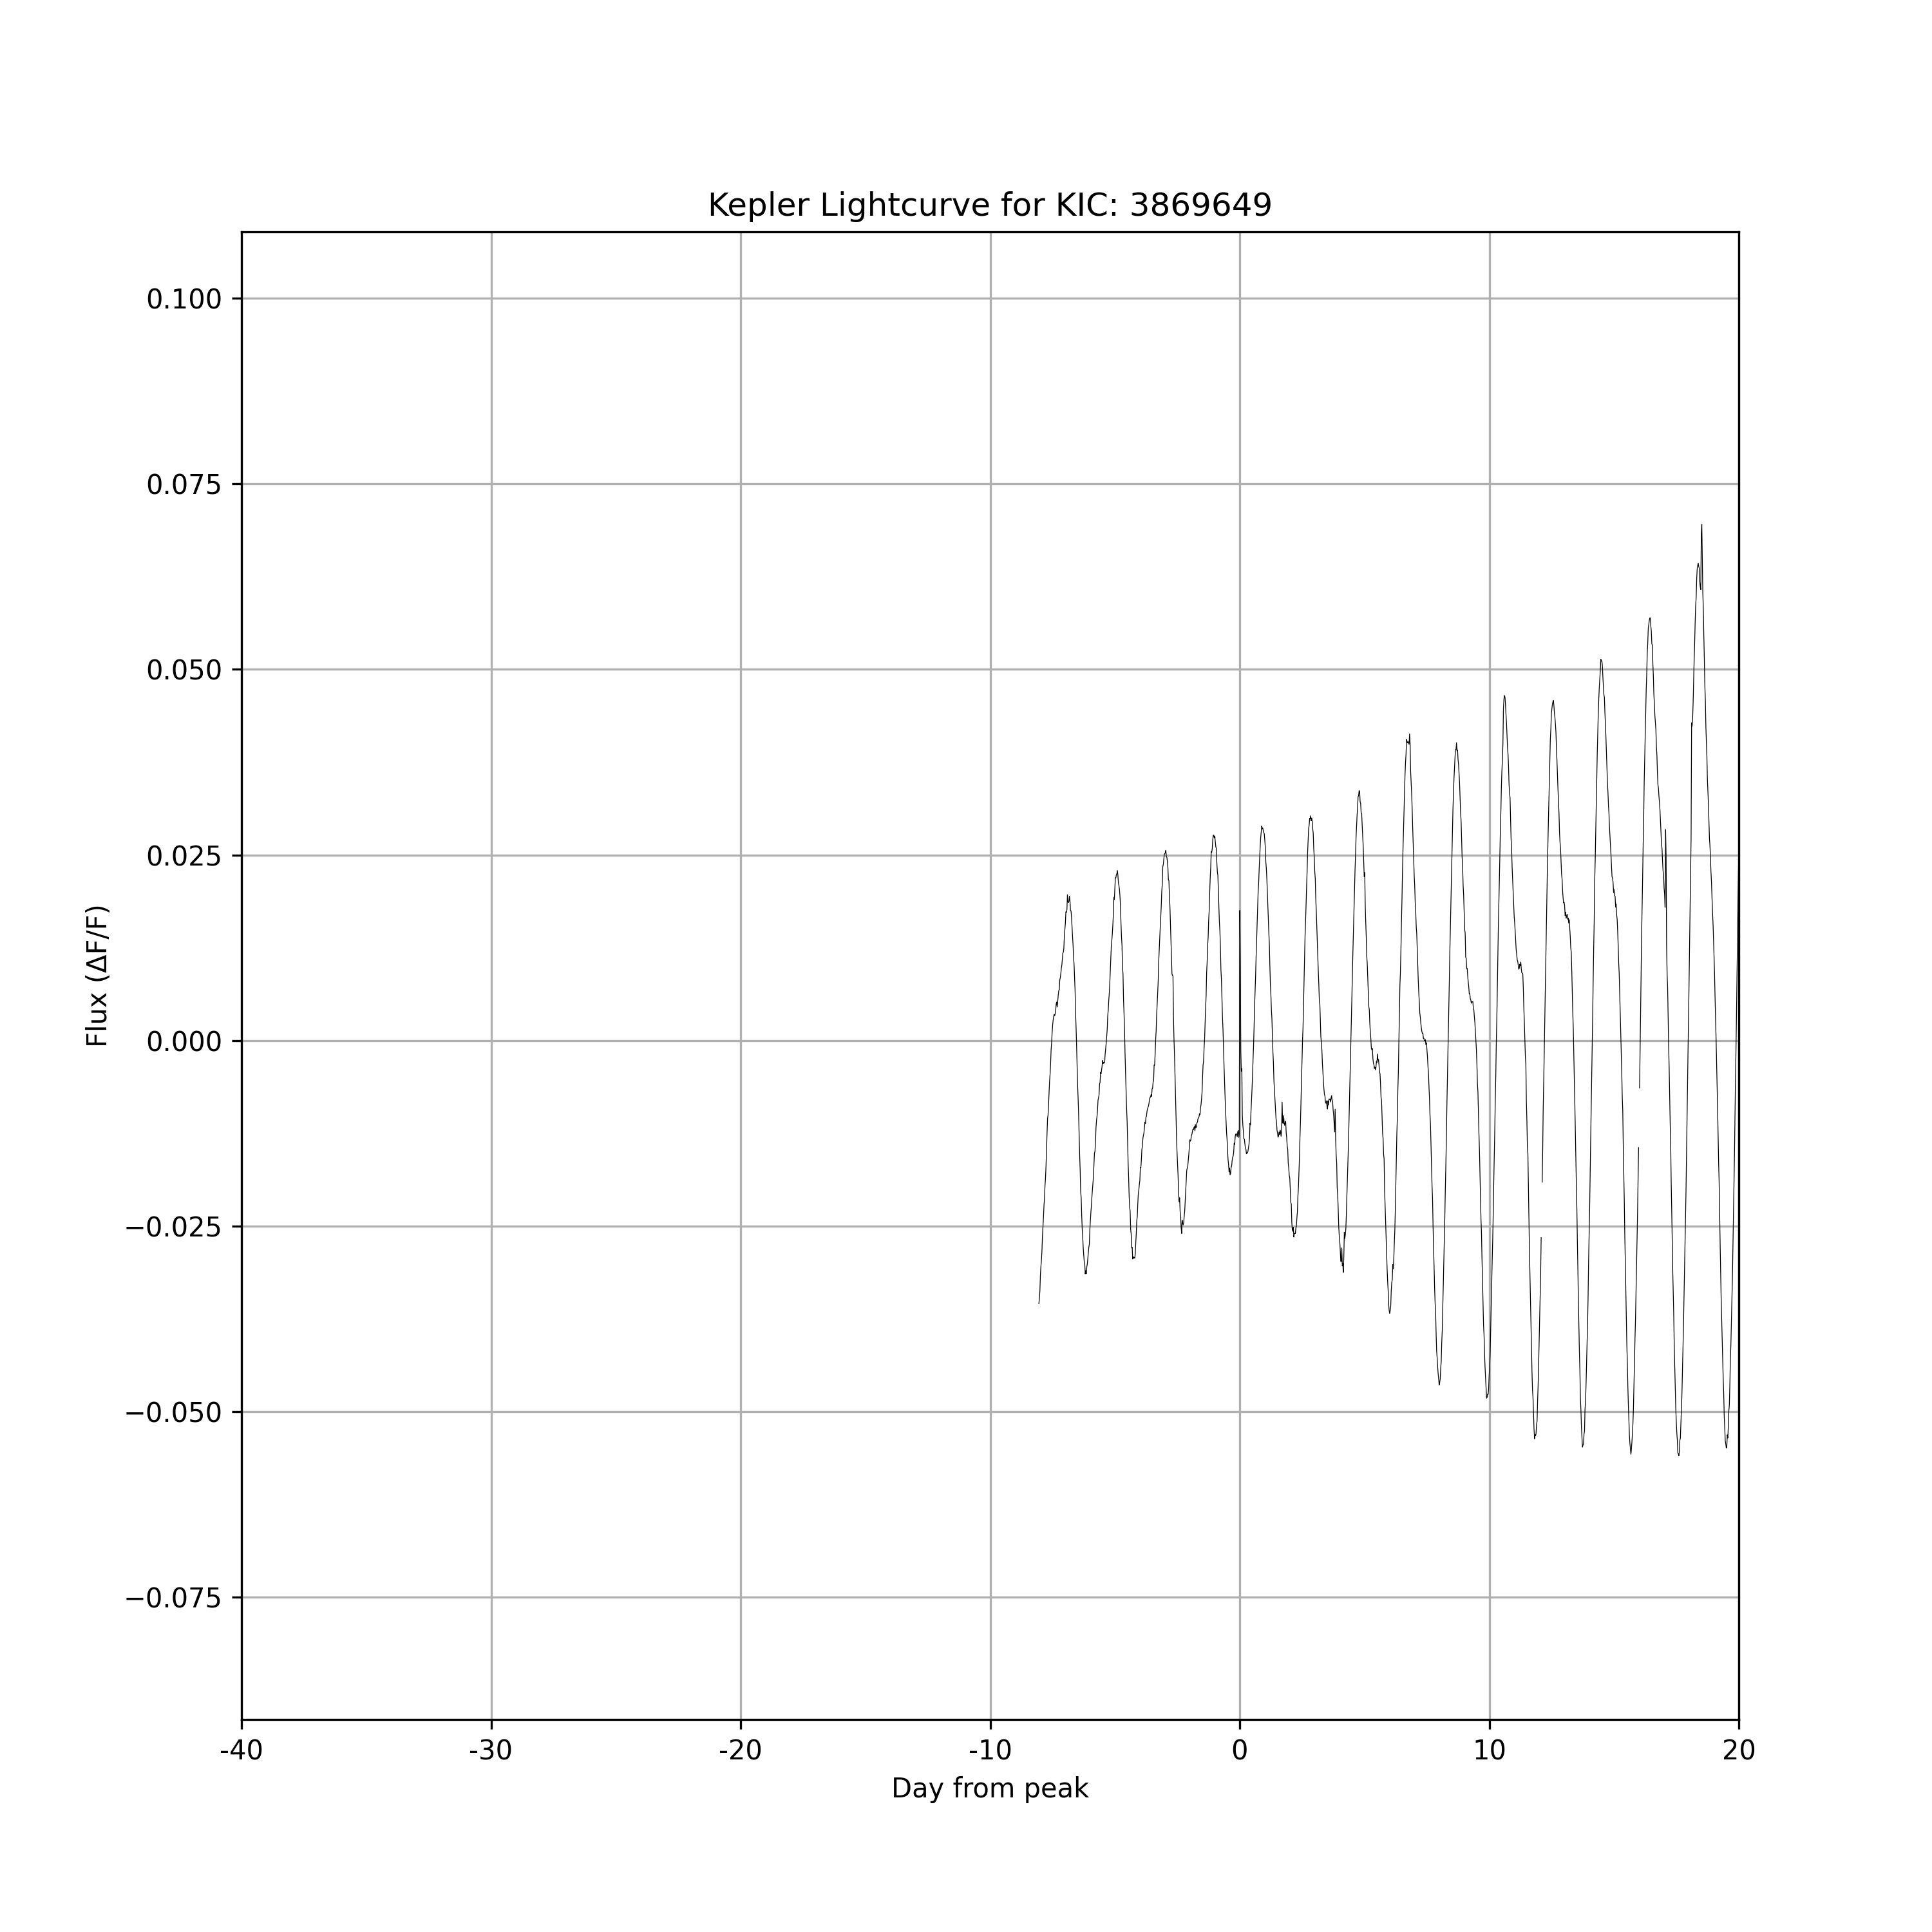 Kepler Lightcurve for KIC: 3869649
Flux (ΔF/F)
0.100
0.075
0.050
0.025
0.000
−0.025
−0.050
−0.075
-40 -30 -20 -10 0 10 20
Day from peak